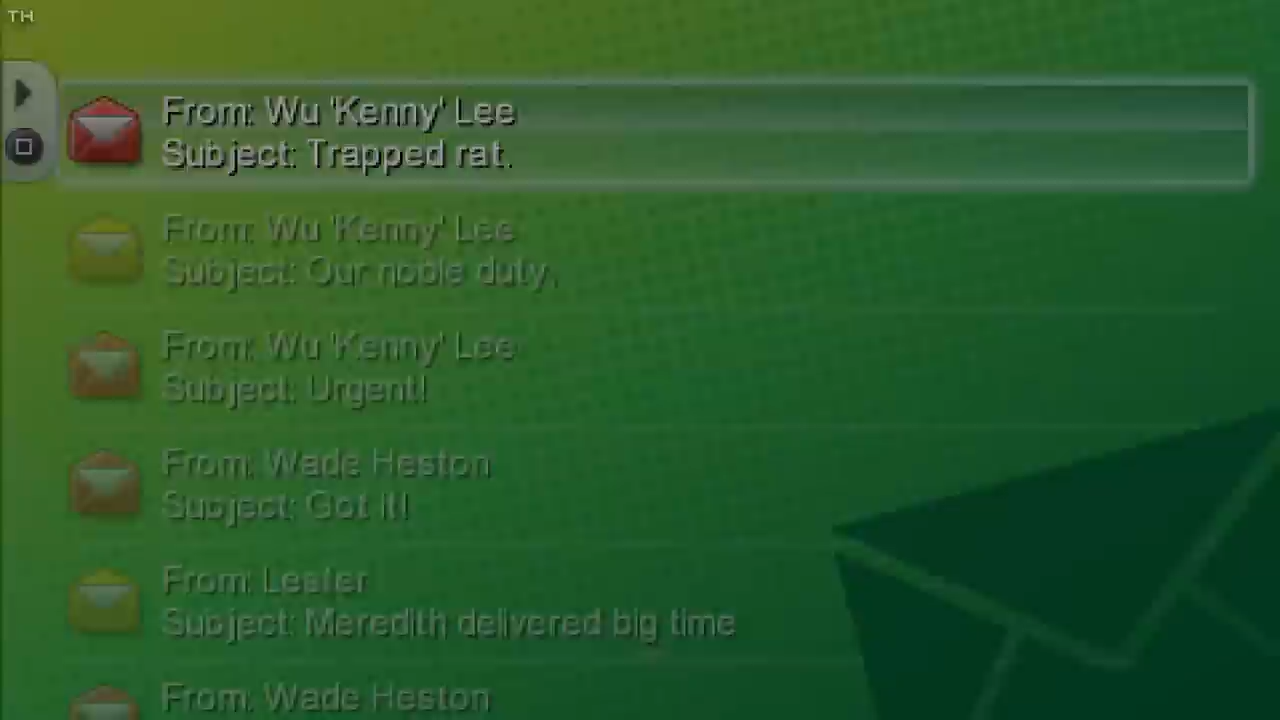 TH
From: Wu 'Kenny' Lee
Subject: Trapped rat.
From: Wu 'Kenny' Lee
Subject: Our noble duty.
From: Wu 'Kenny' Lee
Subject: Urgent!
From: Wade Heston
Subject: Got it!
From: Lester
Subject: Meredith delivered big time
From: Wade Heston